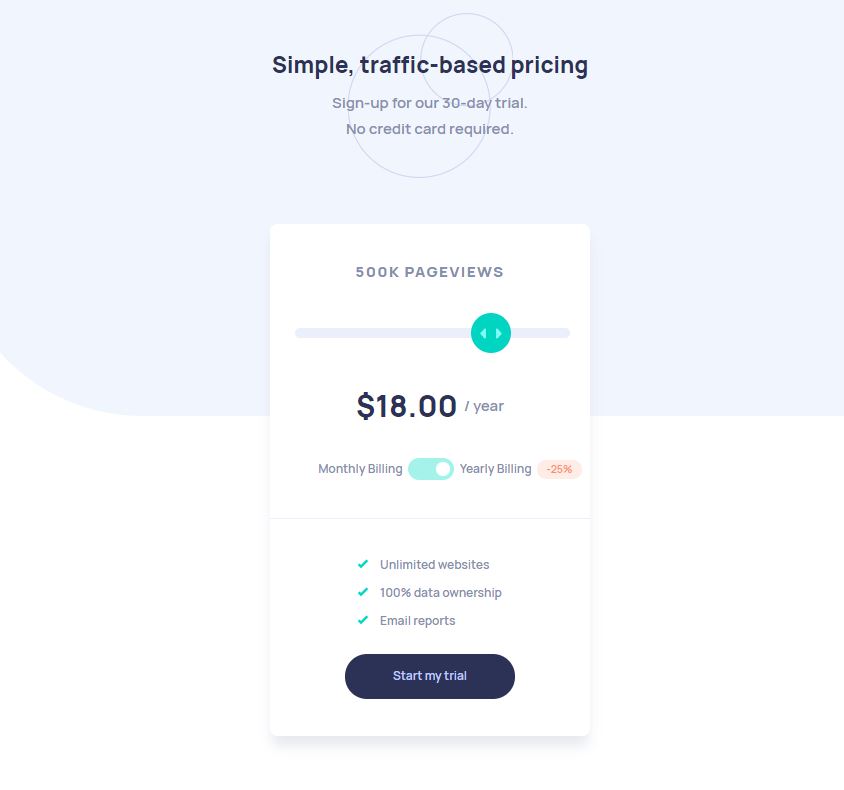 Simple, traffic-based pricing
Sign-up for our 30-day trial.
No credit card required.
500K PAGEVIEWS
$18.00 / year
Monthly Billing Yearly Billing -25%
Unlimited websites
100% data ownership
Email reports
Start my trial